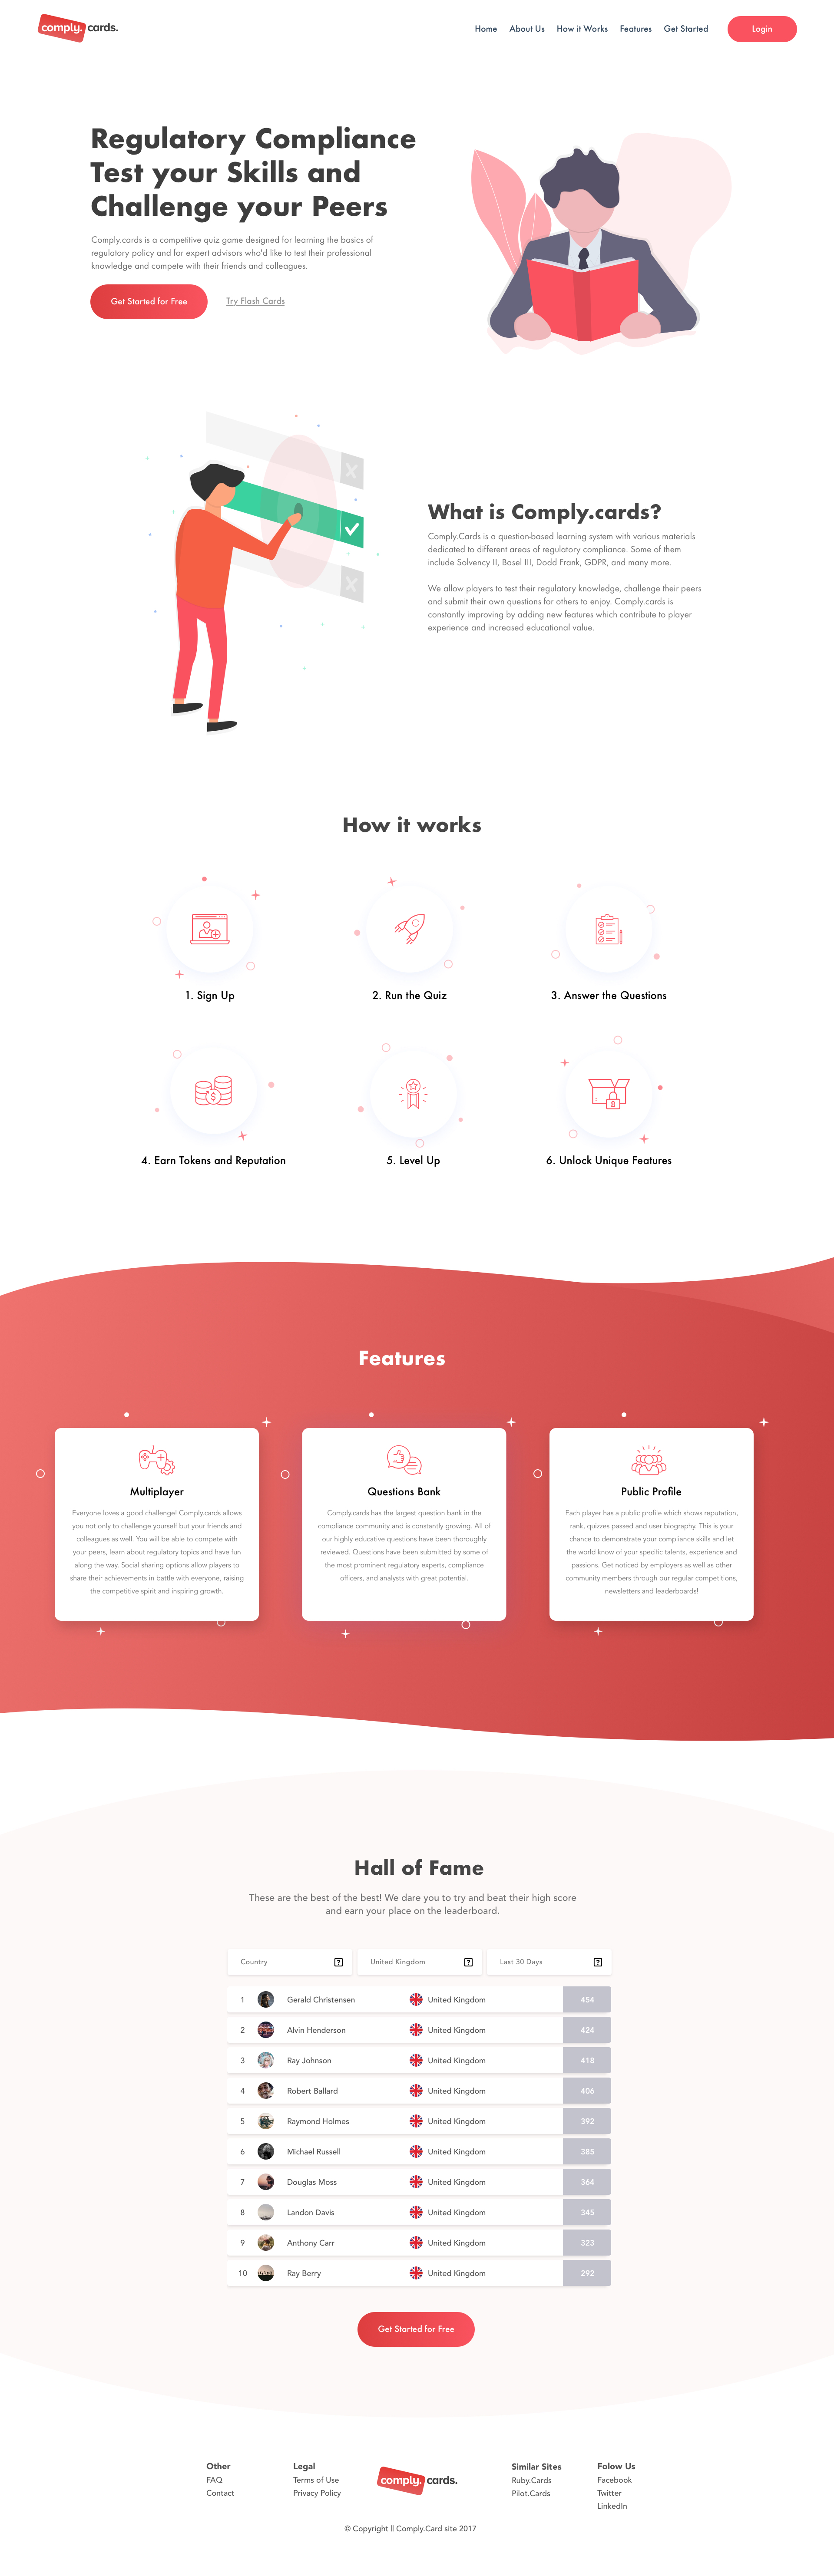 comply. cards.
Home About Us How it Works Features Get Started Login
Regulatory Compliance
Test your Skills and
Challenge your Peers
Comply.cards is a competitive quiz game designed for learning the basics of
regulatory policy and for expert advisors who'd like to test their professional
knowledge and compete with their friends and colleagues.
Get Started for Free Try Flash Cards
What is Comply.cards?
Comply.Cards is a question-based learning system with various materials
dedicated to different areas of regulatory compliance. Some of them
include Solvency II, Basel III, Dodd Frank, GDPR, and many more.
We allow players to test their regulatory knowledge, challenge their peers
and submit their own questions for others to enjoy. Comply.cards is
constantly improving by adding new features which contribute to player
experience and increased educational value.
How it works
1. Sign Up
2. Run the Quiz
3. Answer the Questions
4. Earn Tokens and Reputation
5. Level Up
6. Unlock Unique Features
Features
Multiplayer
Everyone loves a good challenge! Comply.cards allows
you not only to challenge yourself but your friends and
colleagues as well. You will be able to compete with
your peers, learn about regulatory topics and have fun
along the way. Social sharing options allow players to
share their achievements in battle with everyone, raising
the competitive spirit and inspiring growth.
Questions Bank
Comply.cards has the largest question bank in the
compliance community and is constantly growing. All of
our highly educative questions have been thoroughly
reviewed. Questions have been submitted by some of
the most prominent regulatory experts, compliance
officers, and analysts with great potential.
Public Profile
Each player has a public profile which shows reputation,
rank, quizzes passed and user biography. This is your
chance to demonstrate your compliance skills and let
the world know of your specific talents, experience and
passions. Get noticed by employers as well as other
community members through our regular competitions,
newsletters and leaderboards!
Hall of Fame
These are the best of the best! We dare you to try and beat their high score
and earn your place on the leaderboard.
Country ? United Kingdom ? Last 30 Days ?
1 Gerald Christensen United Kingdom 454
2 Alvin Henderson United Kingdom 424
3 Ray Johnson United Kingdom 418
4 Robert Ballard United Kingdom 406
5 Raymond Holmes United Kingdom 392
6 Michael Russell United Kingdom 385
7 Douglas Moss United Kingdom 364
8 Landon Davis United Kingdom 345
9 Anthony Carr United Kingdom 323
10 Ray Berry United Kingdom 292
Get Started for Free
Other
FAQ
Contact
Legal
Terms of Use
Privacy Policy
comply. cards.
Similar Sites
Ruby.Cards
Pilot.Cards
Folow Us
Facebook
Twitter
LinkedIn
© Copyright || Comply.Card site 2017